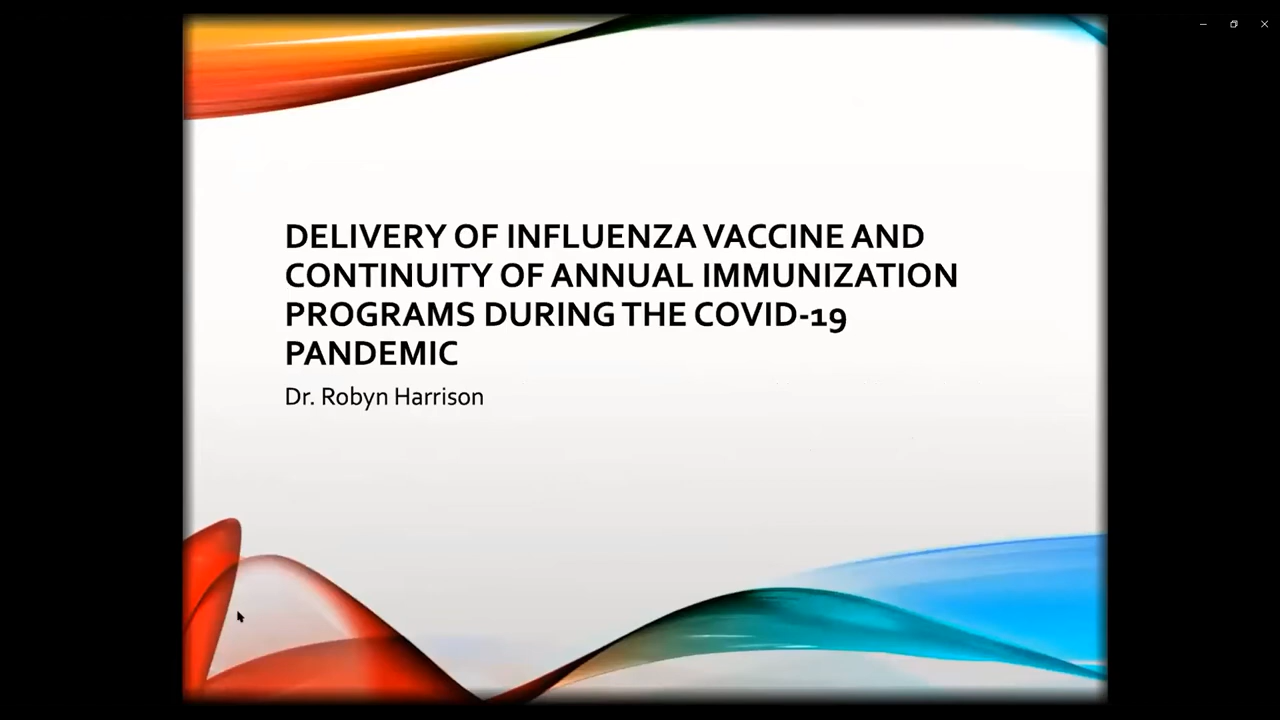 DELIVERY OF INFLUENZA VACCINE AND
CONTINUITY OF ANNUAL IMMUNIZATION
PROGRAMS DURING THE COVID-19
PANDEMIC
Dr. Robyn Harrison